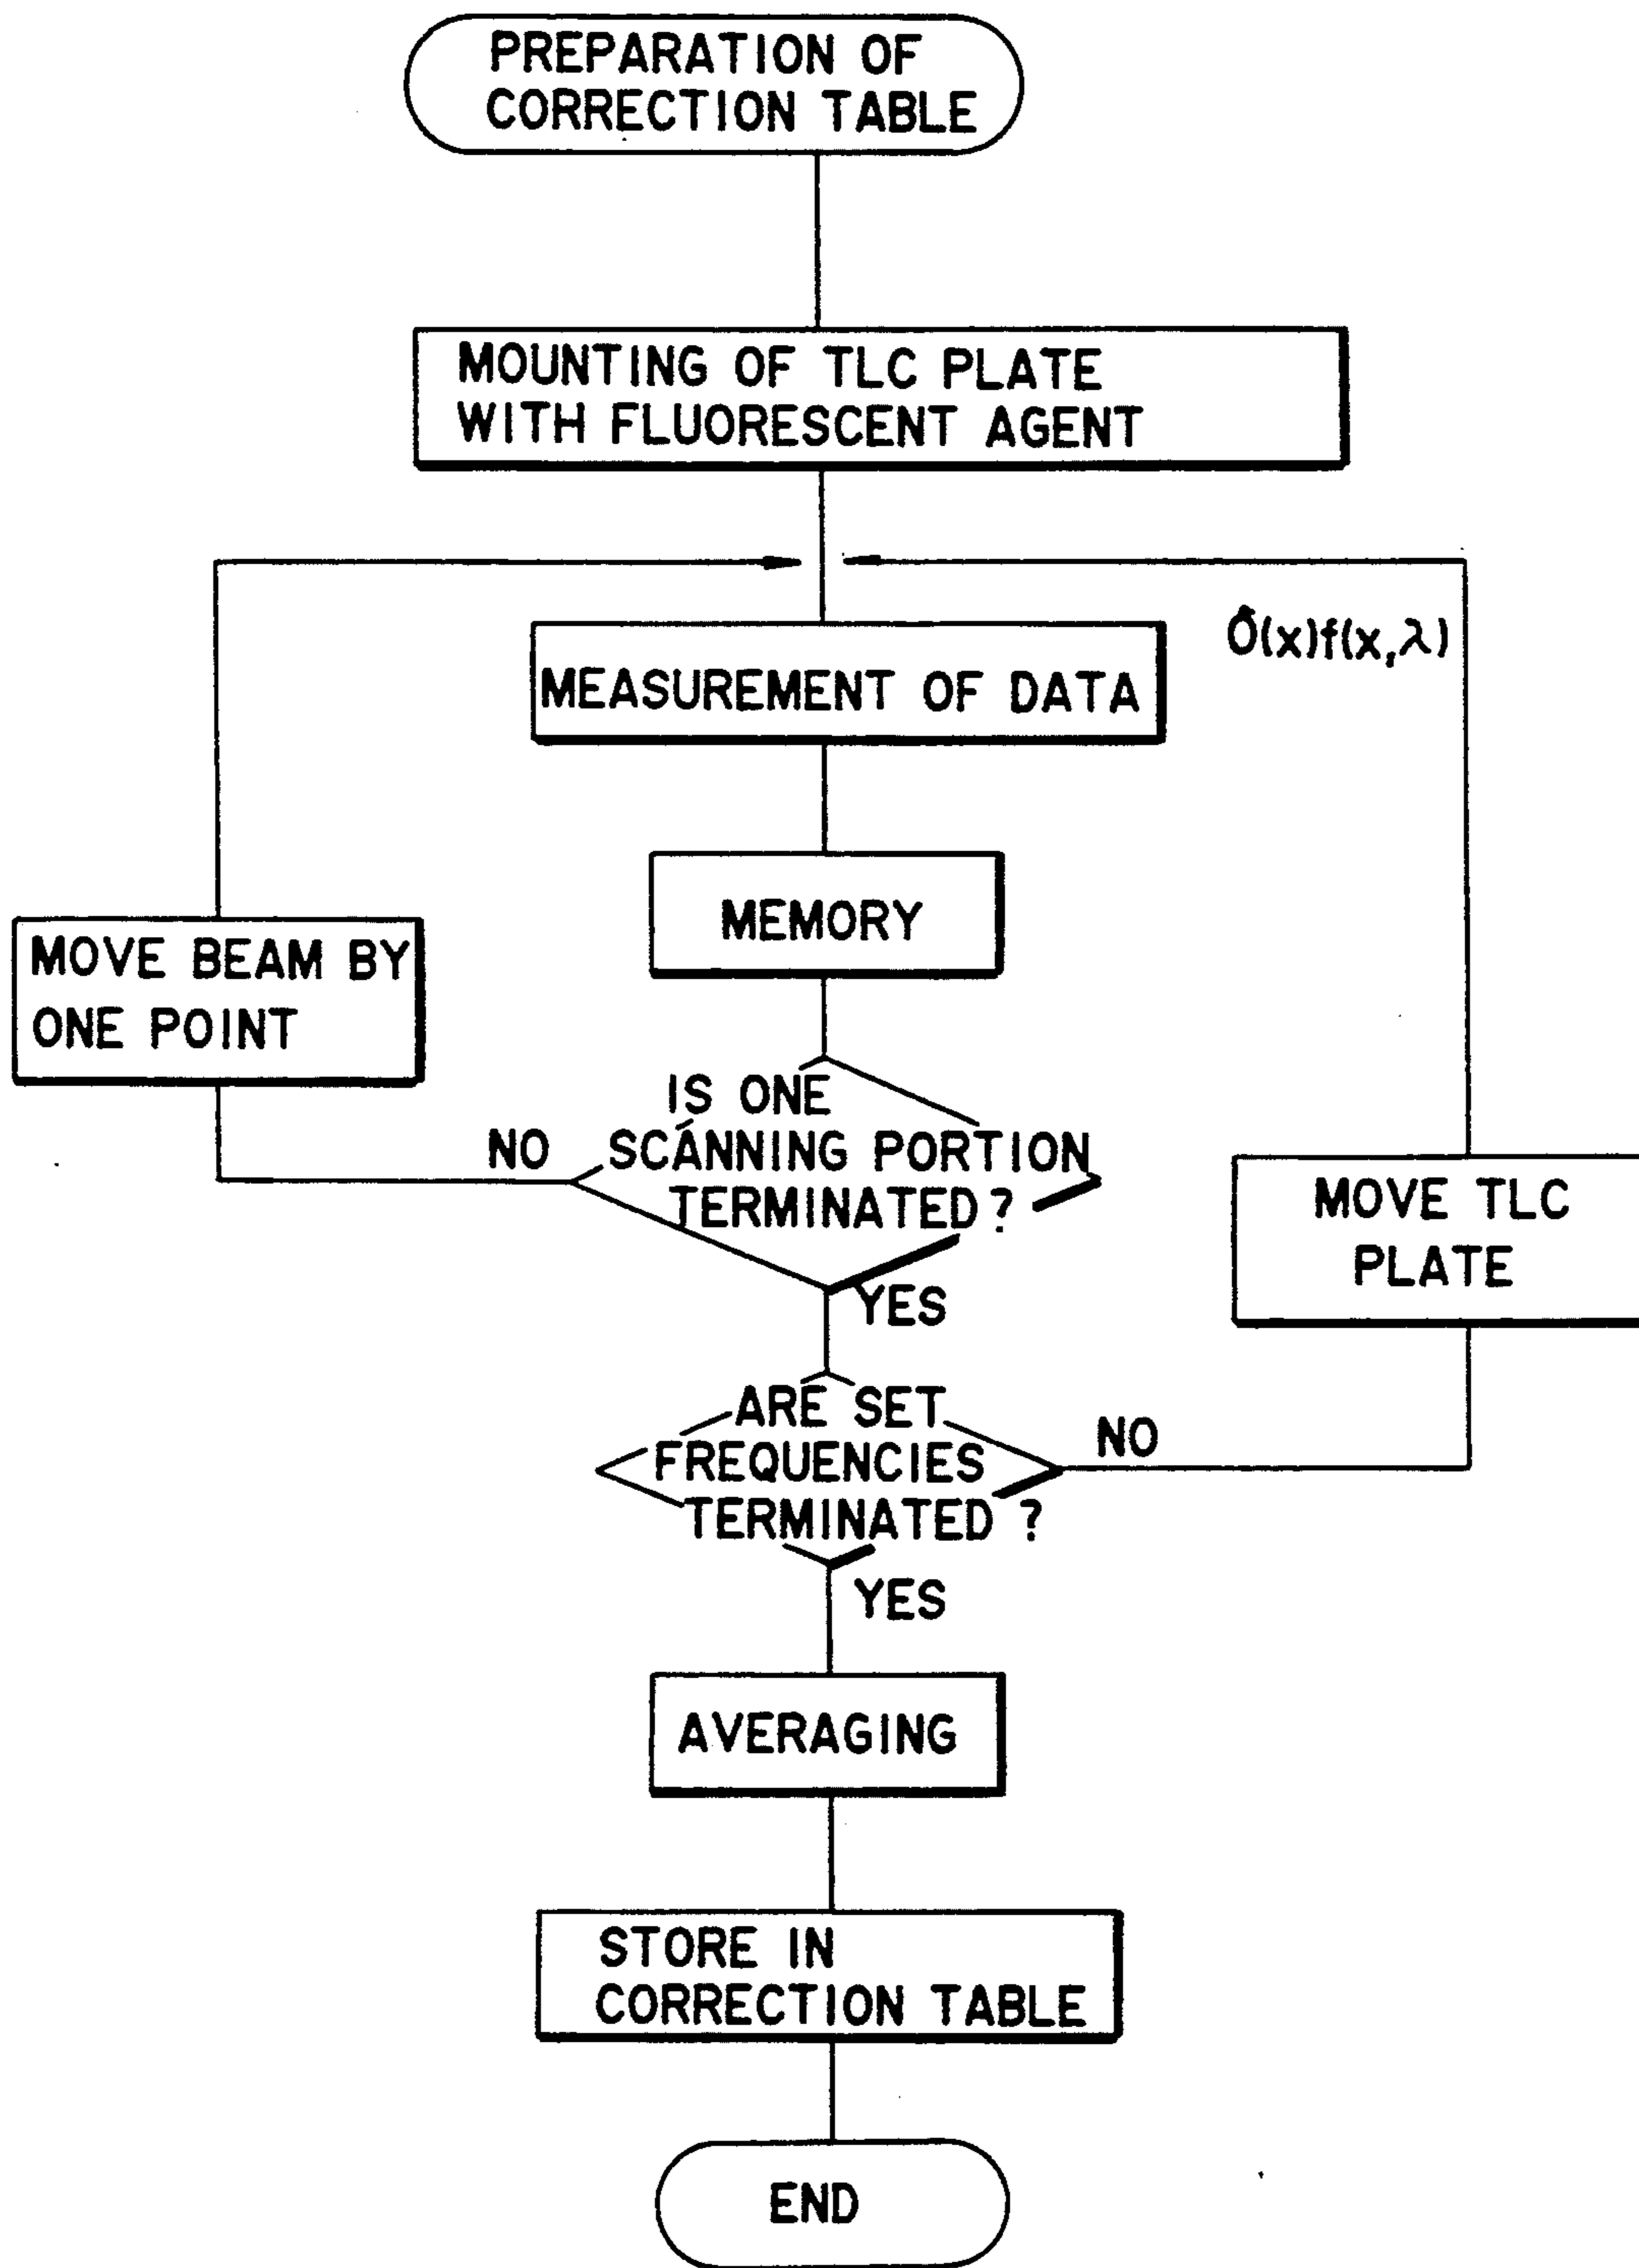 PREPARATION OF
CORRECTION TABLE
MOUNTING OF TLC PLATE
WITH FLUORESCENT AGENT
MEASUREMENT OF DATA
(x)f(x,λ)
MEMORY
MOVE BEAM BY
ONE POINT
IS ONE
SCANNING PORTION
TERMINATED?
NO
YES
MOVE TLC
PLATE
ARE SET
FREQUENCIES
TERMINATED ?
NO
YES
AVERAGING
STORE IN
CORRECTION TABLE
END